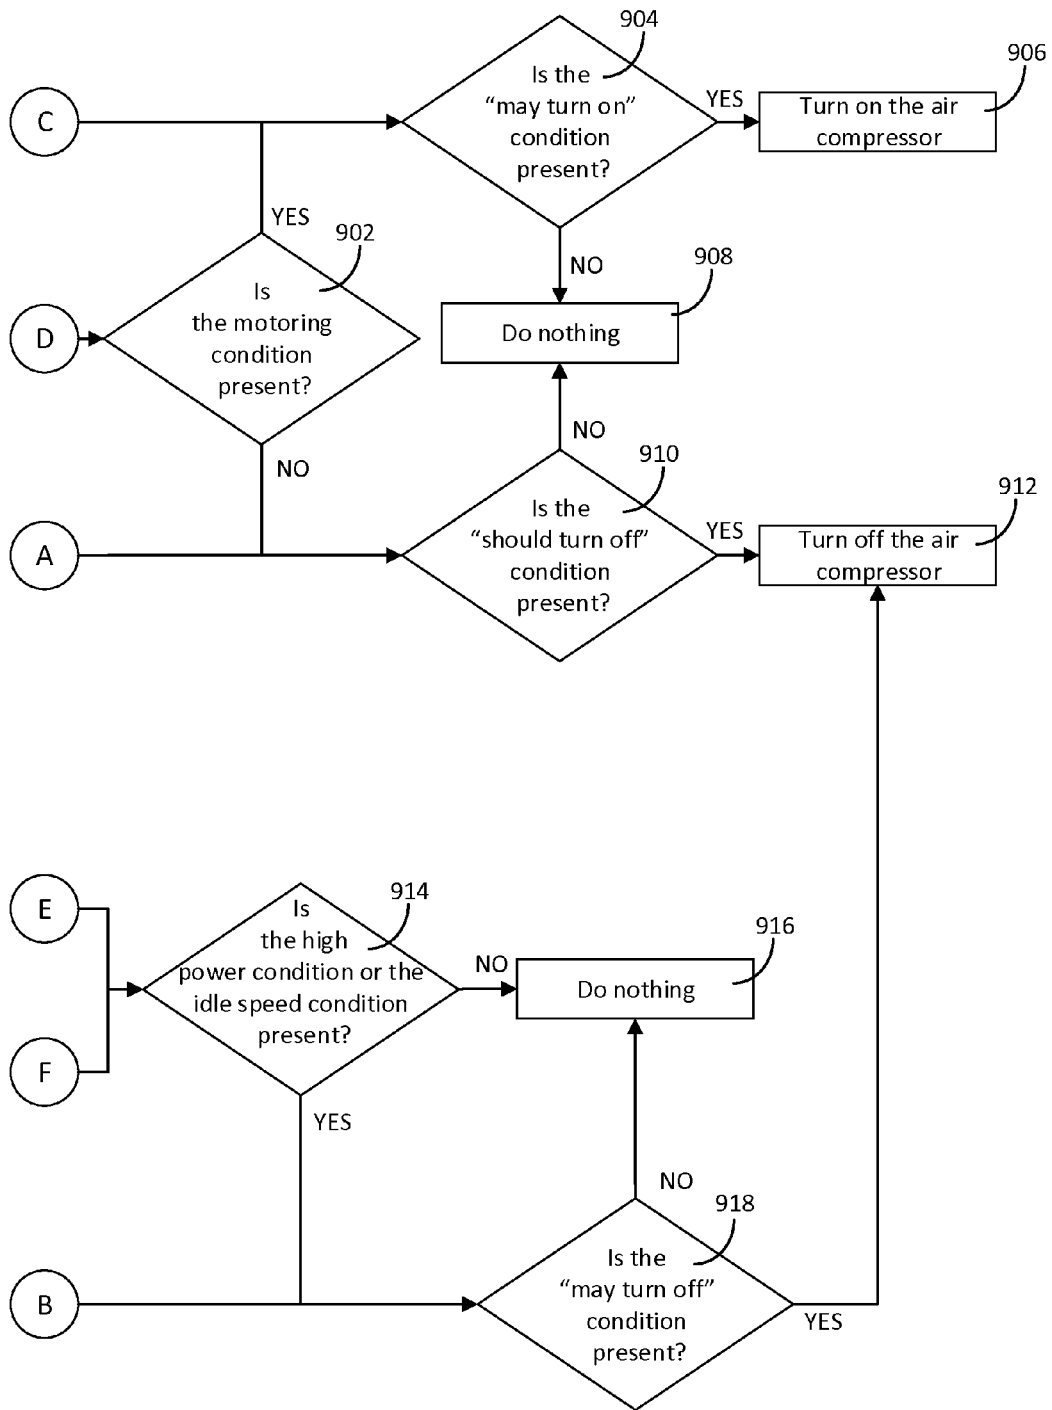 904
906
C
Is the
“may turn on”
condition
present?
YES
Turn on the air
compressor
YES
902
NO
908
D
Is
the motoring
condition
present?
Do nothing
NO
NO
910
912
A
Is the
“should turn off”
condition
present?
YES
Turn off the air
compressor
E
914
Is
the high
power condition or the
idle speed condition
present?
NO
916
Do nothing
F
YES
NO
918
B
Is the
“may turn off”
condition
present?
YES